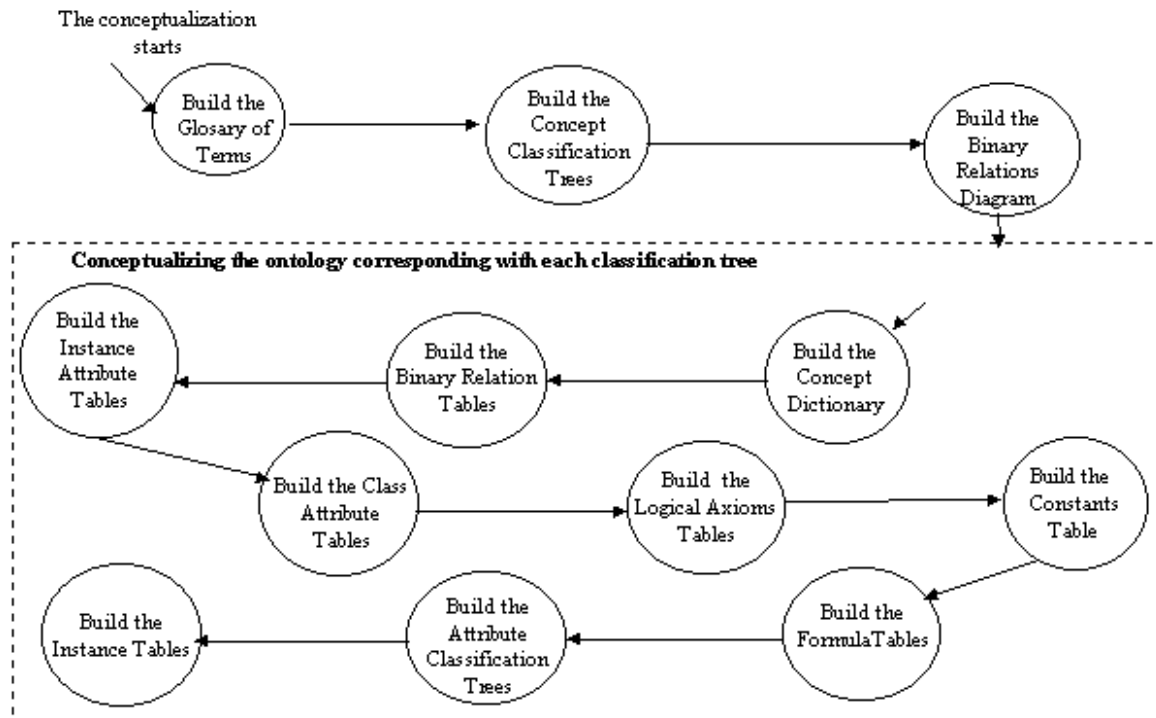 The conceptualization
starts
Build the
Glosary of
Terms
Build the
Concept
Classification
Trees
Build the
Binary
Relations
Diagram
Conceptualizing the ontology corresponding with each classification tree
Build the
Instance
Attribute
Tables
Build the
Binary Relation
Tables
Build the
Concept
Dictionary
Build the Class
Attribute
Tables
Build the
Logical Axioms
Tables
Build the
Constants
Table
Build the
Instance Tables
Build the
Attribute
Classification
Trees
Build the
FormulaTables